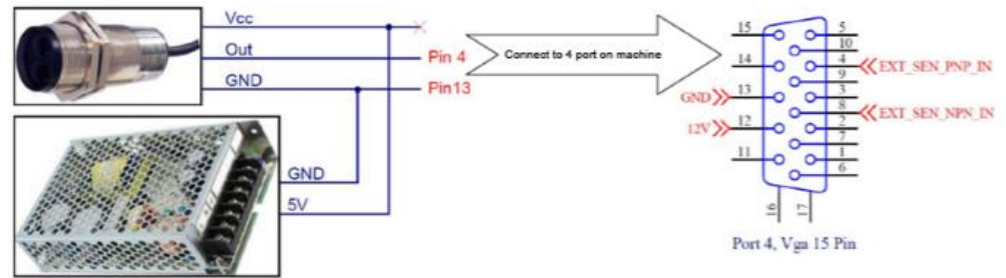 Vcc
Out
GND
Pin 4
Pin13
GND
5V
Connect to 4 port on machine
15
5
10
14
4
EXT_SEN_PNP_IN
9
GND
13
3
8
EXT_SEN_NPN_IN
12V
12
2
7
11
1
6
16
17
Port 4, Vga 15 Pin